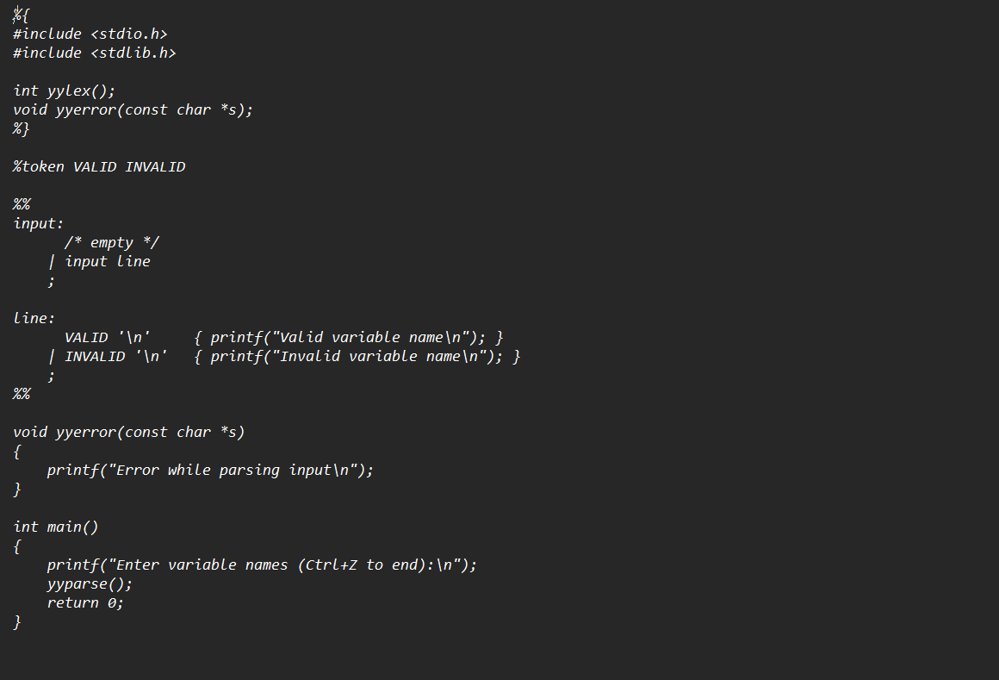 %{
#include <stdio.h>
#include <stdlib.h>
int yylex();
void yyerror(const char *s);
%}
%token VALID INVALID
%%
input:
/* empty */
| input line
;
line:
VALID '\n' { printf("Valid variable name\n"); }
| INVALID '\n' { printf("Invalid variable name\n"); }
;
%%
void yyerror(const char *s)
{
printf("Error while parsing input\n");
}
int main()
{
printf("Enter variable names (Ctrl+Z to end):\n");
yyparse();
return 0;
}